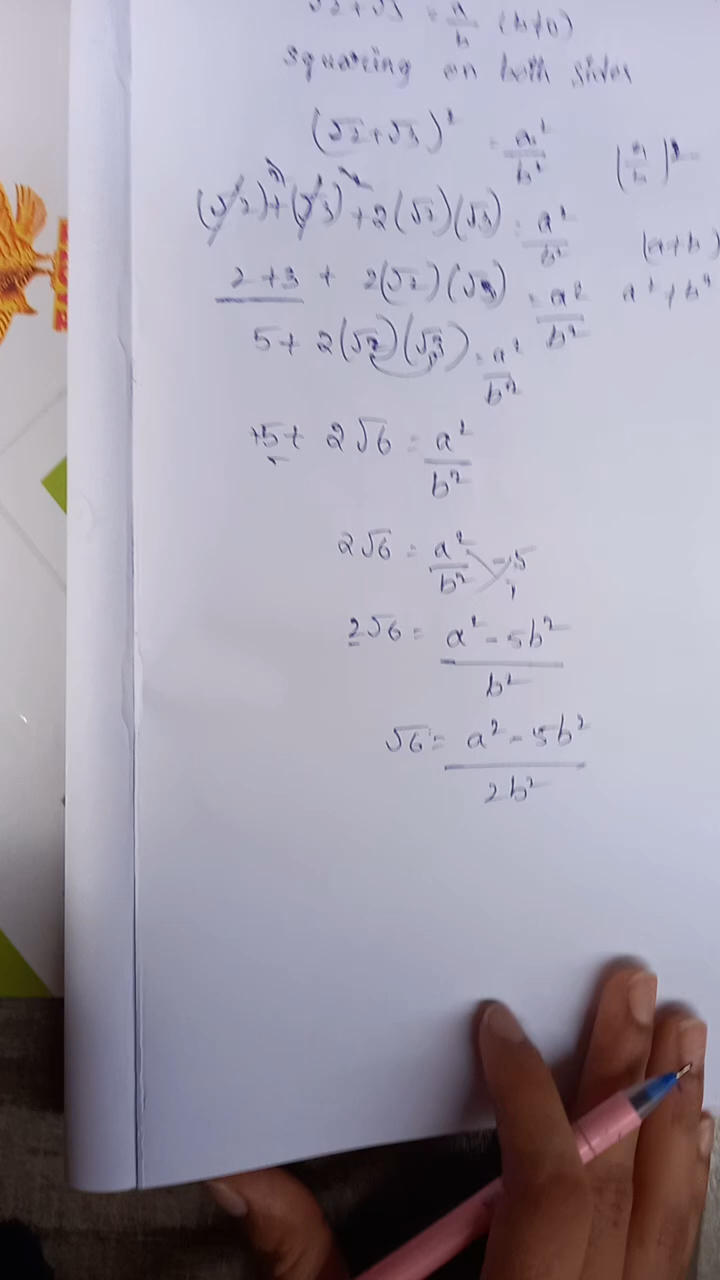 √2+√3 = a/b (b≠0)
squaring on both sides
(√2+√3)² = a²/b² (a/b)²
(√2)²+(√3)²+2(√2)(√3) = a²/b² (a+b)
2+3 + 2(√2)(√3) = a²/b² a²+b²
5+ 2(√2)(√3) = a²/b²
+5+ 2√6 = a²/b²
2√6 = a²/b² -5/1
2√6 = a²-5b²/b²
√6 = a²-5b²/2b²